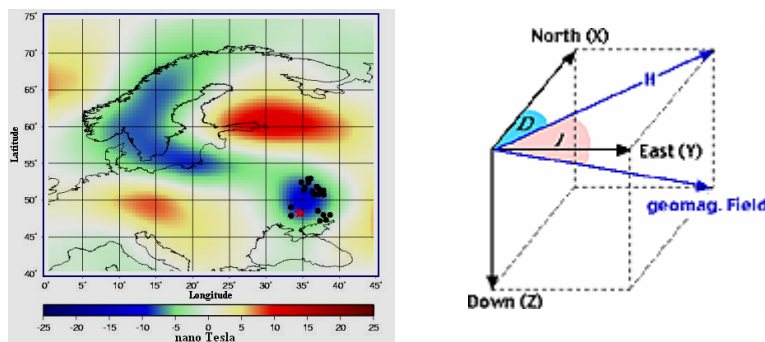 75˚
70˚
65˚
60˚
55˚
50˚
45˚
40˚
Latitude
0˚ 5˚ 10˚ 15˚ 20˚ 25˚ 30˚ 35˚ 40˚ 45˚
Longitude
-25 -20 -15 -10 -5 0 5 10 15 20 25
nano Tesla
North (X)
H
D
I
East (Y)
geomag. Field
Down (Z)